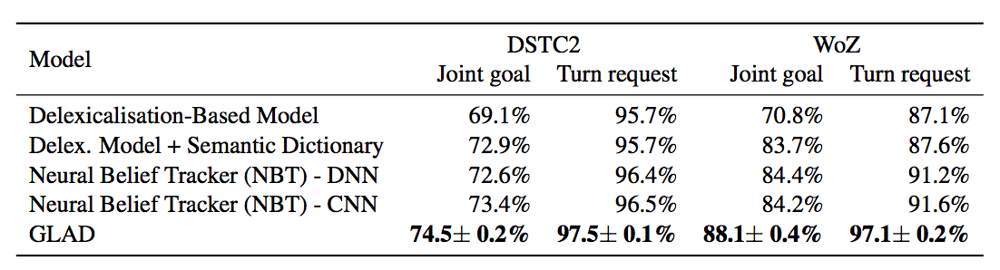 Model DSTC2 WoZ
Joint goal Turn request Joint goal Turn request
Delexicalisation-Based Model 69.1% 95.7% 70.8% 87.1%
Delex. Model + Semantic Dictionary 72.9% 95.7% 83.7% 87.6%
Neural Belief Tracker (NBT) - DNN 72.6% 96.4% 84.4% 91.2%
Neural Belief Tracker (NBT) - CNN 73.4% 96.5% 84.2% 91.6%
GLAD 74.5± 0.2% 97.5± 0.1% 88.1± 0.4% 97.1± 0.2%